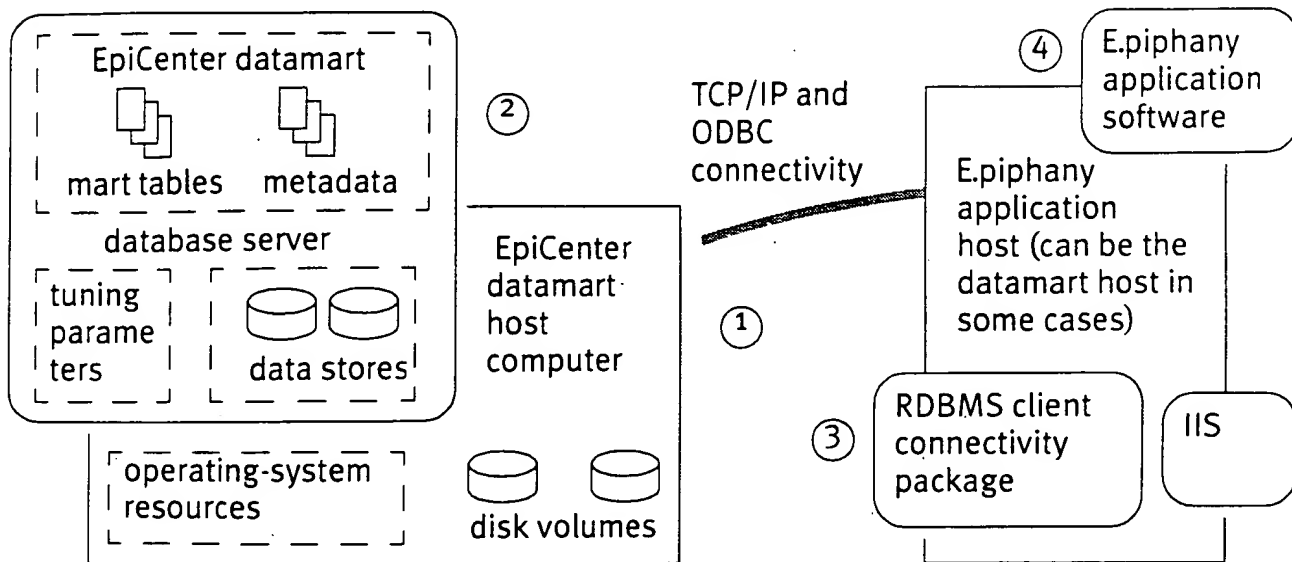 EpiCenter datamart
mart tables
metadata
database server
tuning
parame
ters
data stores
operating-system
resources
2
EpiCenter
datamart
host
computer
disk volumes
TCP/IP and
ODBC
connectivity
1
4
E.piphany
application
software
E.piphany
application
host (can be the
datamart host in
some cases)
3
RDBMS client
connectivity
package
IIS